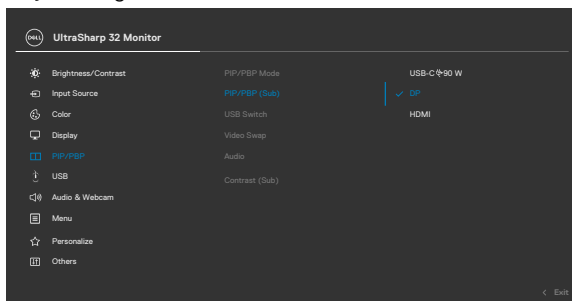 DELL UltraSharp 32 Monitor
Brightness/Contrast PIP/PBP Mode USB-C 90 W
Input Source PIP/PBP (Sub) DP
Color USB Switch HDMI
Display Video Swap
PIP/PBP Audio
USB Contrast (Sub)
Audio & Webcam
Menu
Personalize
Others
Exit